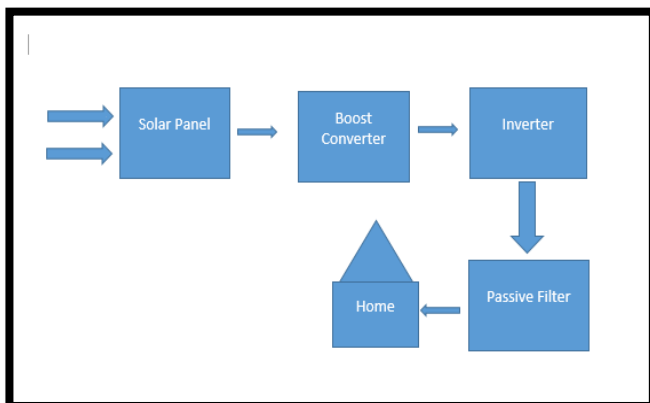 Solar Panel
Boost
Converter
Inverter
Passive Filter
Home